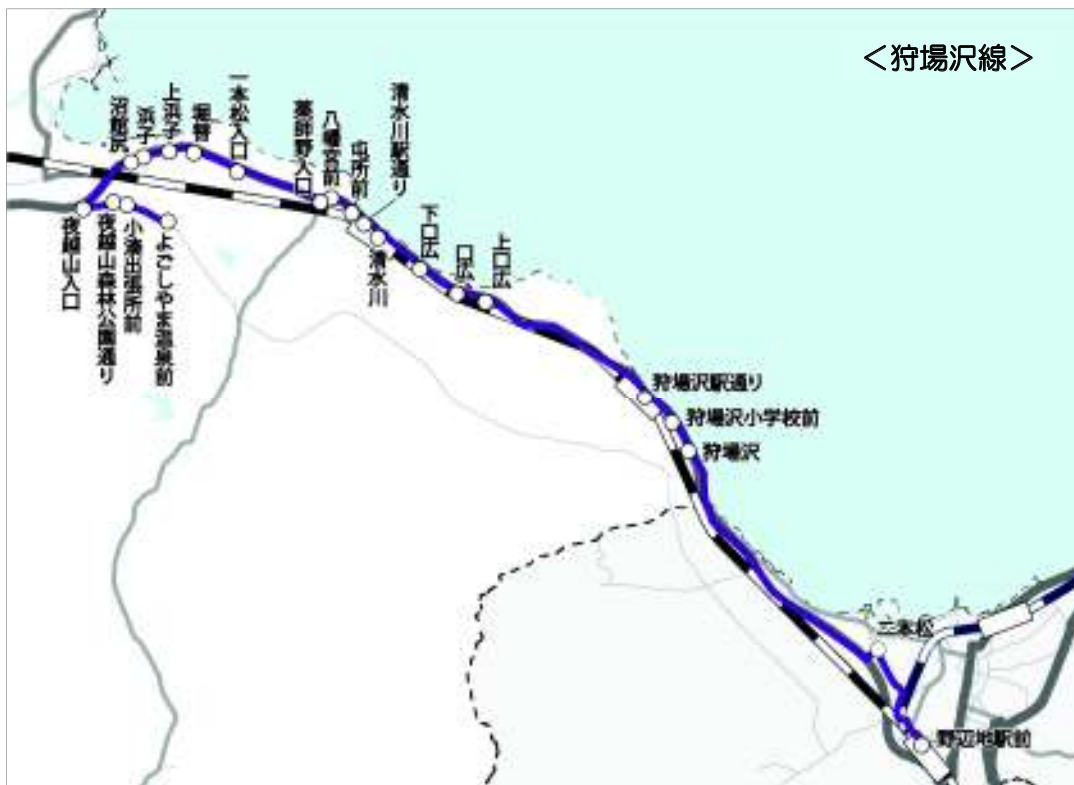 <狩場沢線>
沼館尻
浜子
上浜子
堀替
一本松入口
薬師野入口
八幡宮前
屯所前
清水川駅通り
清水川
下口広
口広
上口広
夜越山入口
夜越山森林公園通り
小湊出張所前
よごしやま温泉前
狩場沢駅通り
狩場沢小学校前
狩場沢
二本松
野辺地駅前